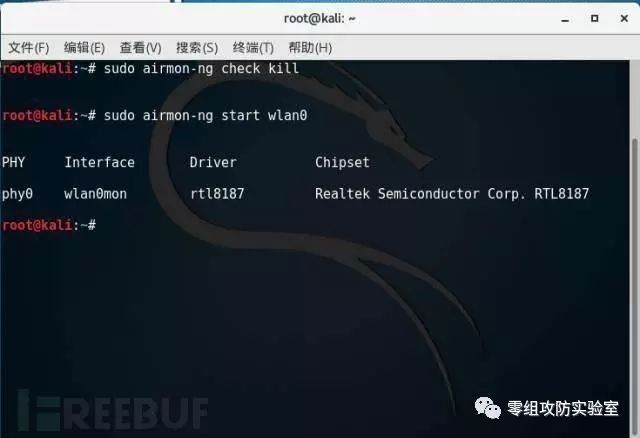 root@kali: ~
文件(F) 编辑(E) 查看(V) 搜索(S) 终端(T) 帮助(H)
root@kali:~# sudo airmon-ng check kill
root@kali:~# sudo airmon-ng start wlan0
PHY Interface Driver Chipset
phy0 wlan0mon rtl8187 Realtek Semiconductor Corp. RTL8187
root@kali:~#
FREEBUF
零组攻防实验室